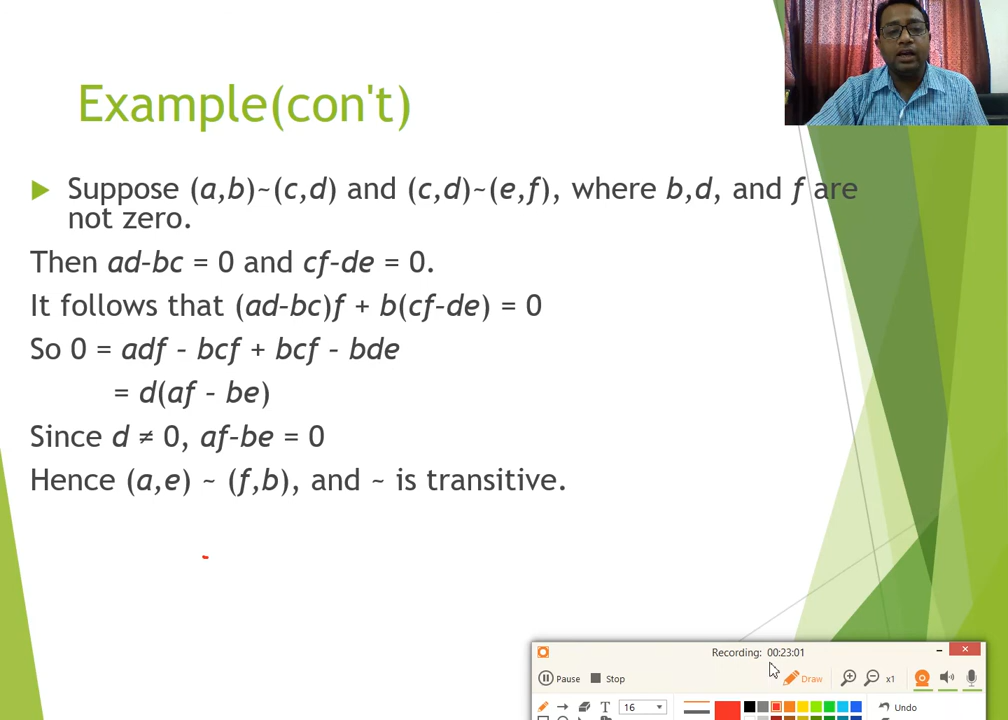 Example(con't)
Suppose (a,b)~(c,d) and (c,d)~(e,f), where b,d, and f are
not zero.
Then ad–bc = 0 and cf–de = 0.
It follows that (ad–bc)f + b(cf–de) = 0
So 0 = adf – bcf + bcf – bde
= d(af – be)
Since d ≠ 0, af–be = 0
Hence (a,e) ~ (f,b), and ~ is transitive.
Recording: 00:23:01
Pause Stop Draw x1
T 16 Undo